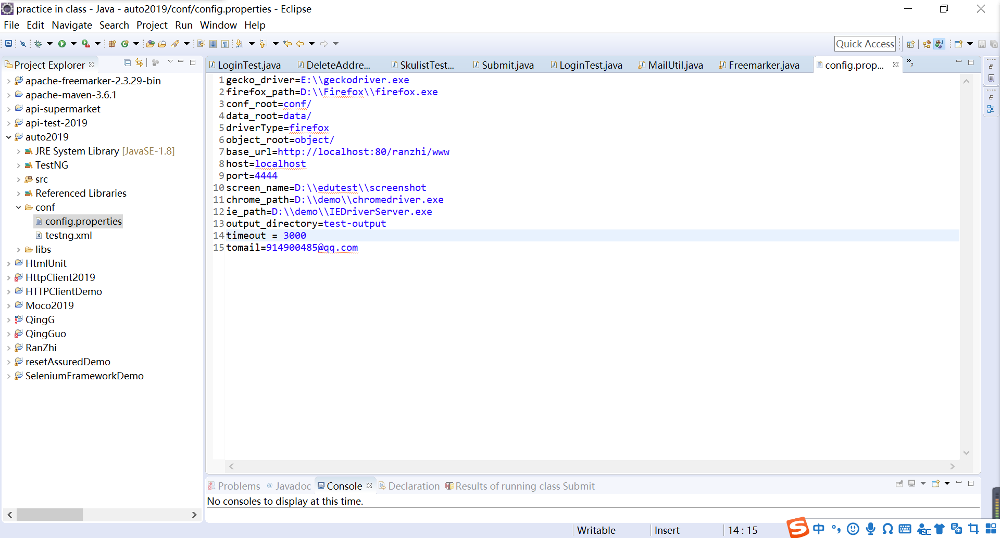 practice in class - Java - auto2019/conf/config.properties - Eclipse
File Edit Navigate Search Project Run Window Help
Quick Access
Project Explorer
LoginTest.java DeleteAddre... SkulistTest... Submit.java LoginTest.java MailUtil.java Freemarker.java config.prop... »7
apache-freemarker-2.3.29-bin
apache-maven-3.6.1
api-supermarket
api-test-2019
auto2019
JRE System Library [JavaSE-1.8]
TestNG
src
Referenced Libraries
conf
config.properties
testng.xml
libs
HtmlUnit
HttpClient2019
HTTPClientDemo
Moco2019
QingG
QingGuo
RanZhi
resetAssuredDemo
SeleniumFrameworkDemo
1 gecko_driver=E:\\geckodriver.exe
2 firefox_path=D:\\Firefox\\firefox.exe
3 conf_root=conf/
4 data_root=data/
5 driverType=firefox
6 object_root=object/
7 base_url=http://localhost:80/ranzhi/www
8 host=localhost
9 port=4444
10 screen_name=D:\\edutest\\screenshot
11 chrome_path=D:\\demo\\chromedriver.exe
12 ie_path=D:\\demo\\IEDriverServer.exe
13 output_directory=test-output
14 timeout = 3000
15 tomail=914900485@qq.com
Problems Javadoc Console Declaration Results of running class Submit
No consoles to display at this time.
Writable Insert 14 : 15
S 中